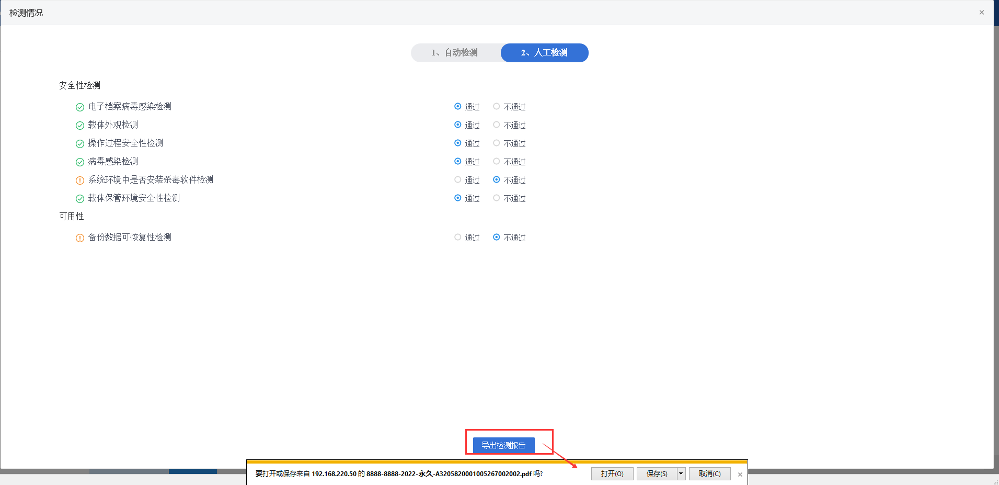 检测情况
1、自动检测 2、人工检测
安全性检测
电子档案病毒感染检测 通过 不通过
载体外观检测 通过 不通过
操作过程安全性检测 通过 不通过
病毒感染检测 通过 不通过
系统环境中是否安装杀毒软件检测 通过 不通过
载体保管环境安全性检测 通过 不通过
可用性
备份数据可恢复性检测 通过 不通过
导出检测报告
要打开或保存来自 192.168.220.50 的 8888-8888-2022-永久-A3205820001005267002002.pdf 吗? 打开(O) 保存(S) 取消(C)